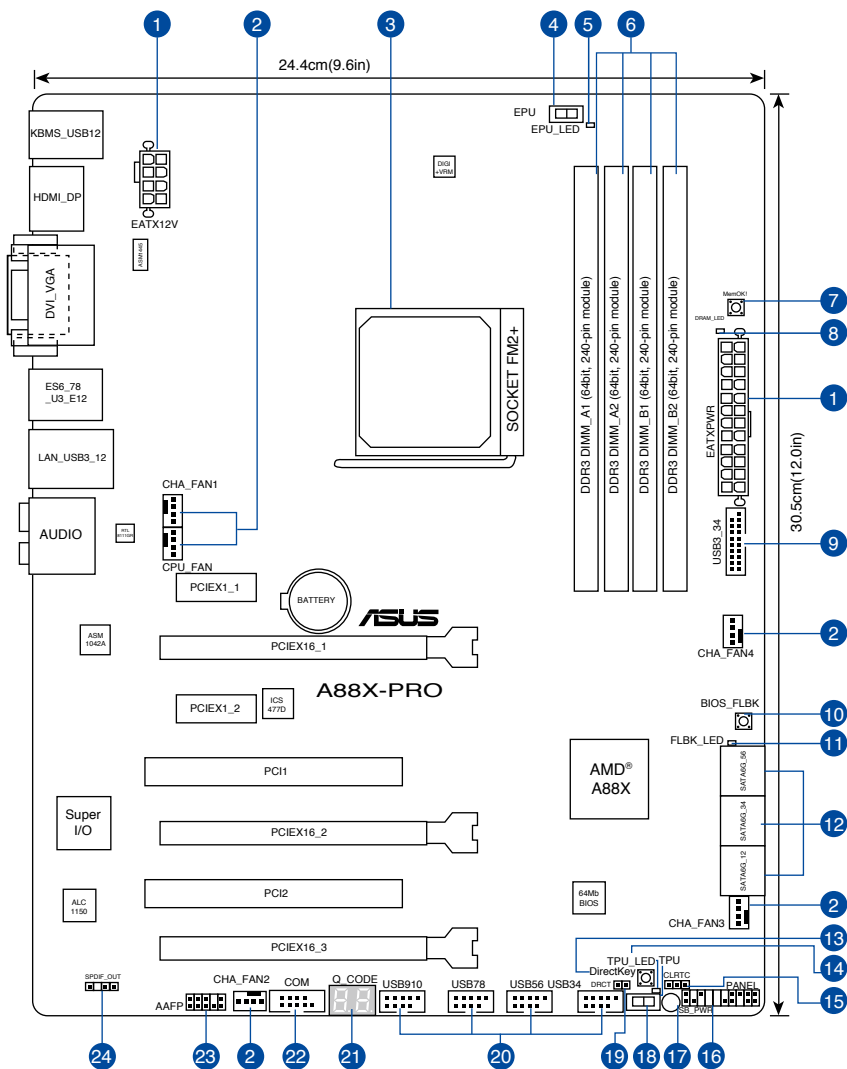 1 2 3 4 5 6
24.4cm(9.6in)
KBMS_USB12
EPU
EPU_LED
DIGI
+VRM
HDMI_DP
EATX12V
ASM1445
DVI_VGA
SOCKET FM2+
DDR3 DIMM_A1 (64bit, 240-pin module)
DDR3 DIMM_A2 (64bit, 240-pin module)
DDR3 DIMM_B1 (64bit, 240-pin module)
DDR3 DIMM_B2 (64bit, 240-pin module)
MemOK!
7
DRAM_LED
8
EATXPWR
1
30.5cm(12.0in)
ES6_78
_U3_E12
LAN_USB3_12
CHA_FAN1
2
AUDIO
RTL
8111GR
CPU_FAN
USB3_34
9
PCIEX1_1
BATTERY
ASUS
ASM
1042A
PCIEX16_1
CHA_FAN4
2
A88X-PRO
PCIEX1_2
ICS
477D
BIOS_FLBK
10
FLBK_LED
11
PCI1
AMD®
A88X
SATA6G_56
SATA6G_34
SATA6G_12
12
Super
I/O
PCIEX16_2
PCI2
ALC
1150
64Mb
BIOS
2
CHA_FAN3
PCIEX16_3
13
TPU_LED
TPU
14
DirectKey
CLRTC
SPDIF_OUT
CHA_FAN2
COM
Q_CODE
USB910
USB78
USB56
USB34
DRCT
PANEL
15
AAFP
SB_PWR
24 23 2 22 21 20 19 18 17 16